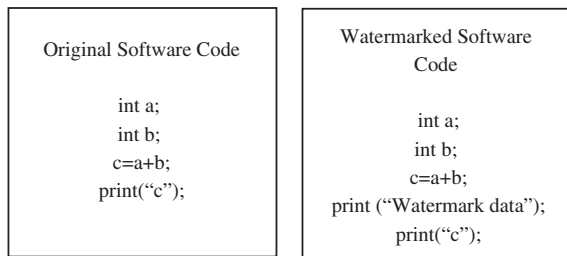 Original Software Code
int a;
int b;
c=a+b;
print(“c”);
Watermarked Software
Code
int a;
int b;
c=a+b;
print (“Watermark data”);
print(“c”);